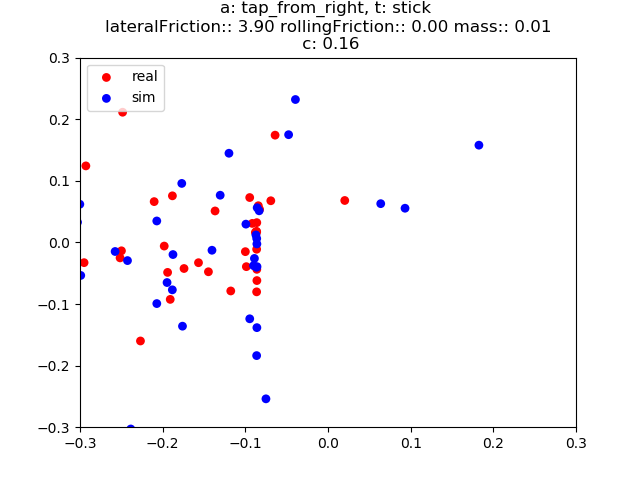 a: tap_from_right, t: stick
lateralFriction:: 3.90 rollingFriction:: 0.00 mass:: 0.01
c: 0.16
real
sim
0.3
0.2
0.1
0.0
−0.1
−0.2
−0.3
−0.3 −0.2 −0.1 0.0 0.1 0.2 0.3